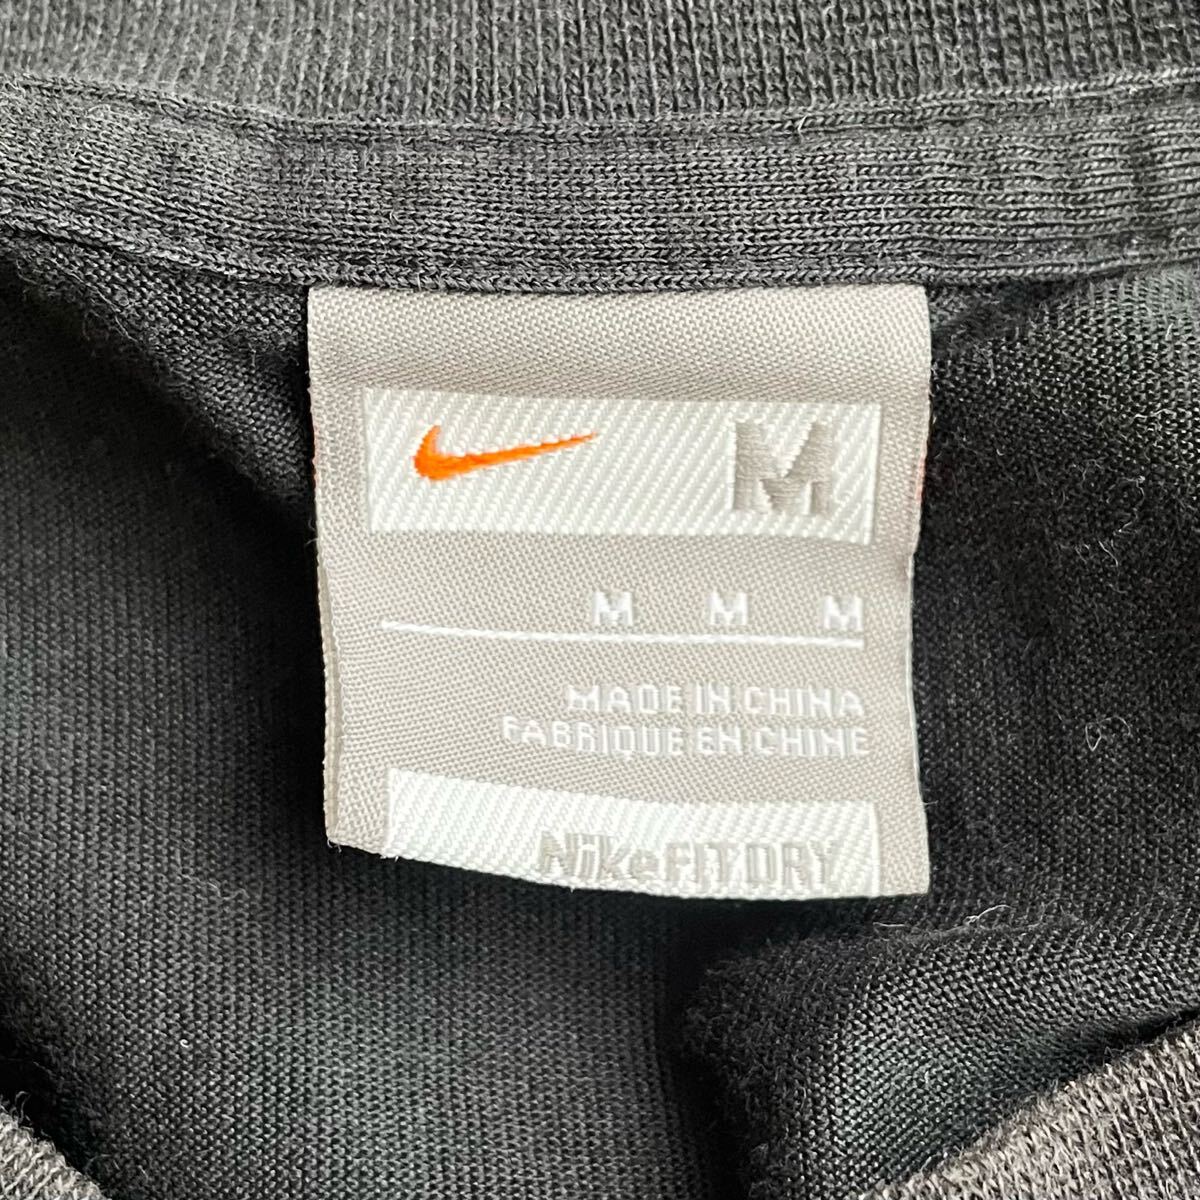 M
M M M
MADE IN CHINA
FABRIQUE EN CHINE
NikeFITDRY